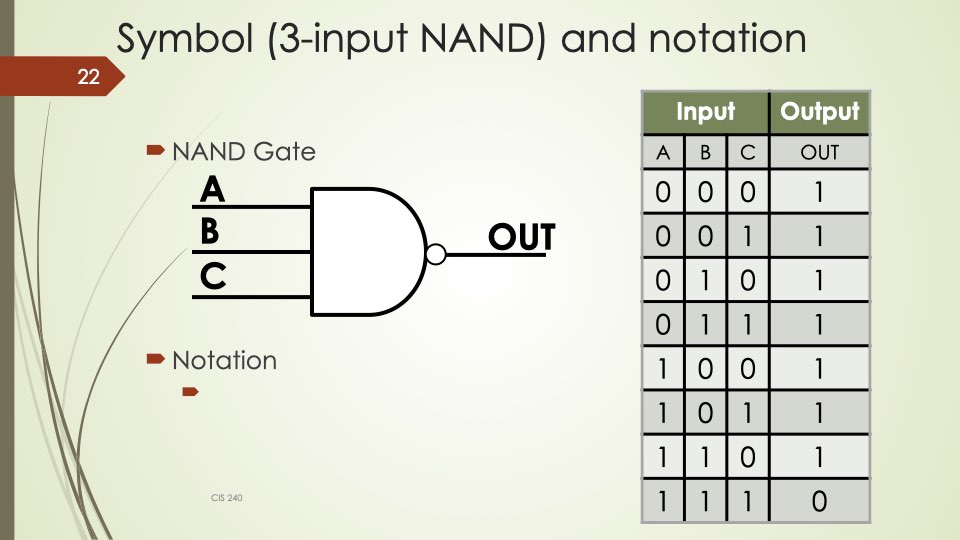 Symbol (3-input NAND) and notation
22
NAND Gate
A
B
C
OUT
Notation
CIS 240
Input Output
A B C OUT
0 0 0 1
0 0 1 1
0 1 0 1
0 1 1 1
1 0 0 1
1 0 1 1
1 1 0 1
1 1 1 0